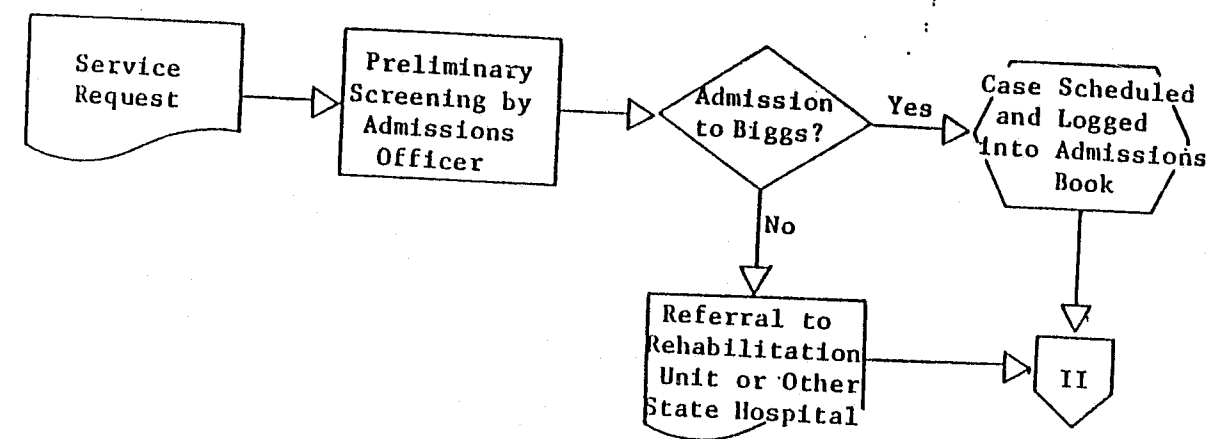 Service
Request
Preliminary
Screening by
Admissions
Officer
Admission
to Biggs?
Yes
Case Scheduled
and Logged
into Admissions
Book
No
Referral to
Rehabilitation
Unit or Other
State Hospital
II